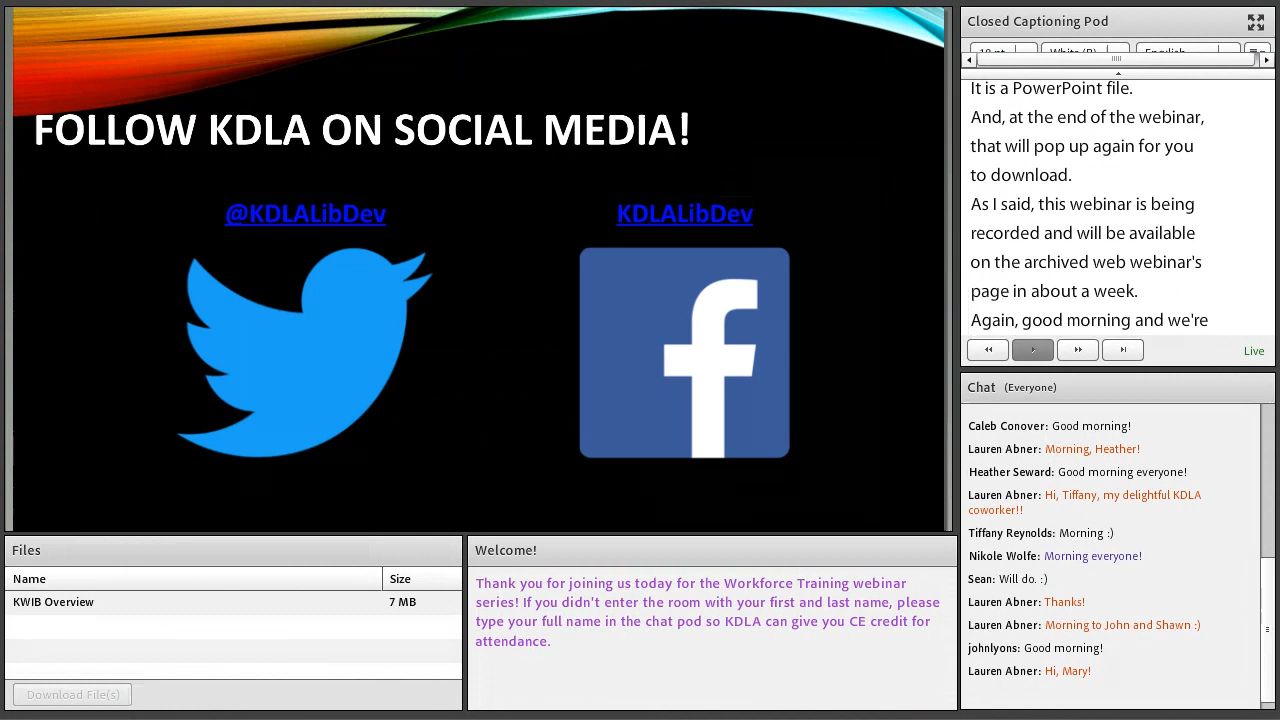 FOLLOW KDLA ON SOCIAL MEDIA!
@KDLALibDev
KDLALibDev
Files
Name
Size
KWIB Overview
7 MB
Download File(s)
Welcome!
Thank you for joining us today for the Workforce Training webinar
series! If you didn't enter the room with your first and last name, please
type your full name in the chat pod so KDLA can give you CE credit for
attendance.
Closed Captioning Pod
18 pt
White (B)
English
It is a PowerPoint file.
And, at the end of the webinar,
that will pop up again for you
to download.
As I said, this webinar is being
recorded and will be available
on the archived web webinar's
page in about a week.
Again, good morning and we're
Live
Chat (Everyone)
Caleb Conover: Good morning!
Lauren Abner: Morning, Heather!
Heather Seward: Good morning everyone!
Lauren Abner: Hi, Tiffany, my delightful KDLA
coworker!!
Tiffany Reynolds: Morning :)
Nikole Wolfe: Morning everyone!
Sean: Will do. :)
Lauren Abner: Thanks!
Lauren Abner: Morning to John and Shawn :)
johnlyons: Good morning!
Lauren Abner: Hi, Mary!